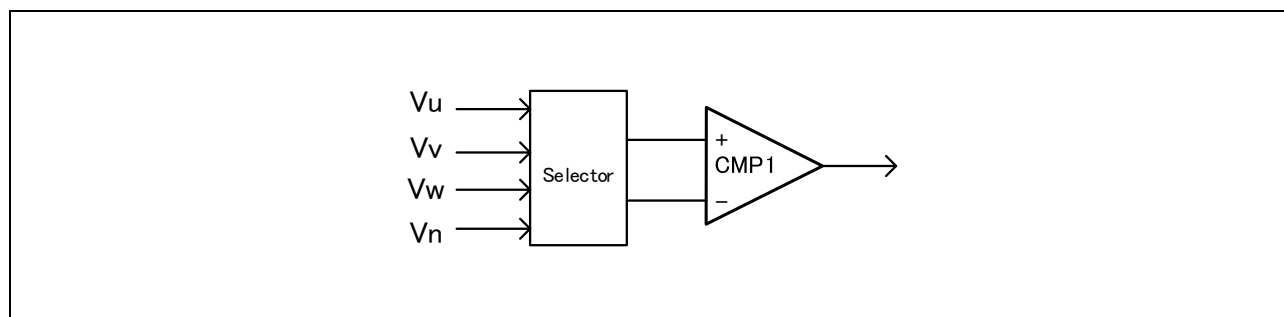 Vu
Vv
Vw
Vn
Selector
+
CMP1
−